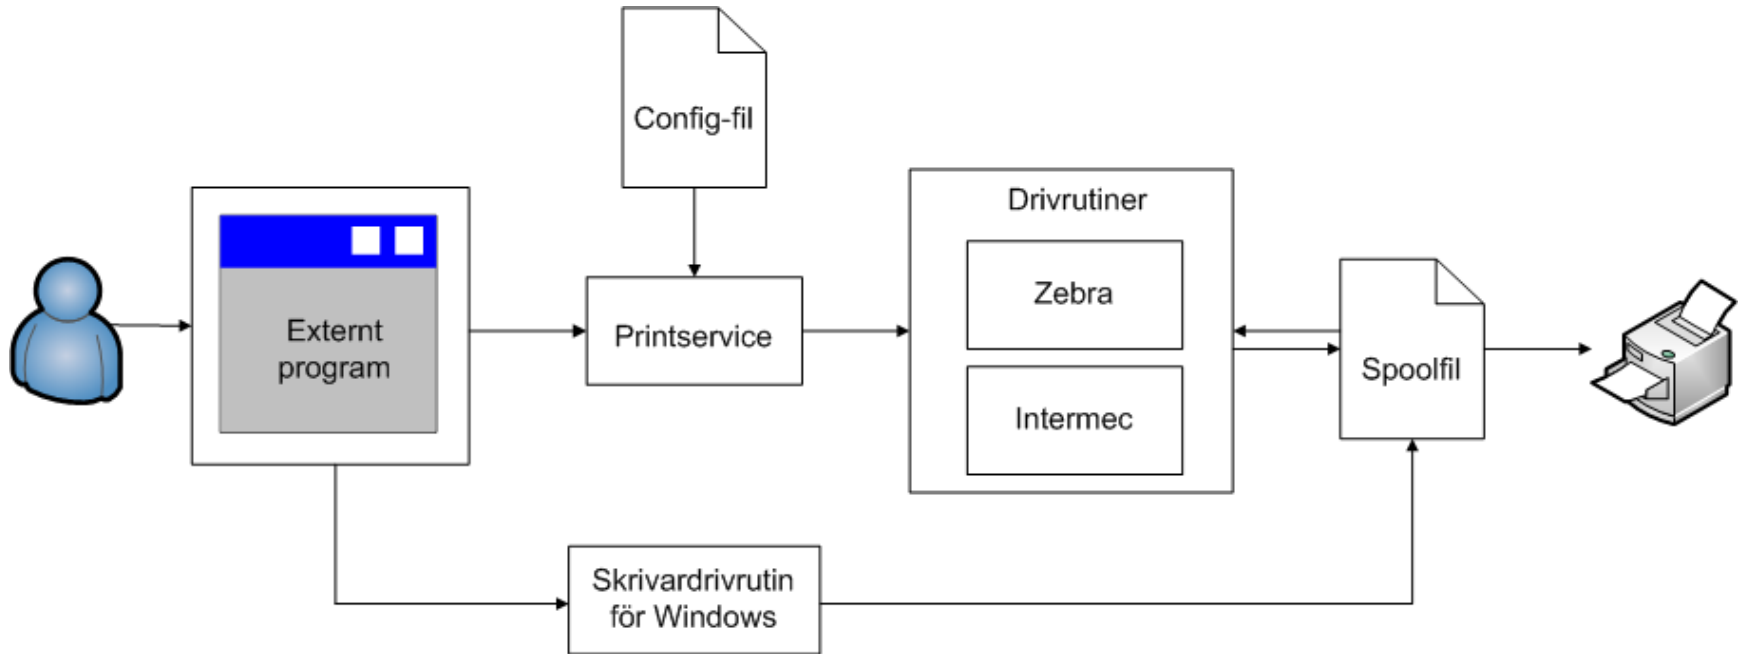 Config-fil
Drivrutiner
Zebra
Externt
program
Printservice
Intermec
Spoolfil
Skrivardrivrutin
för Windows